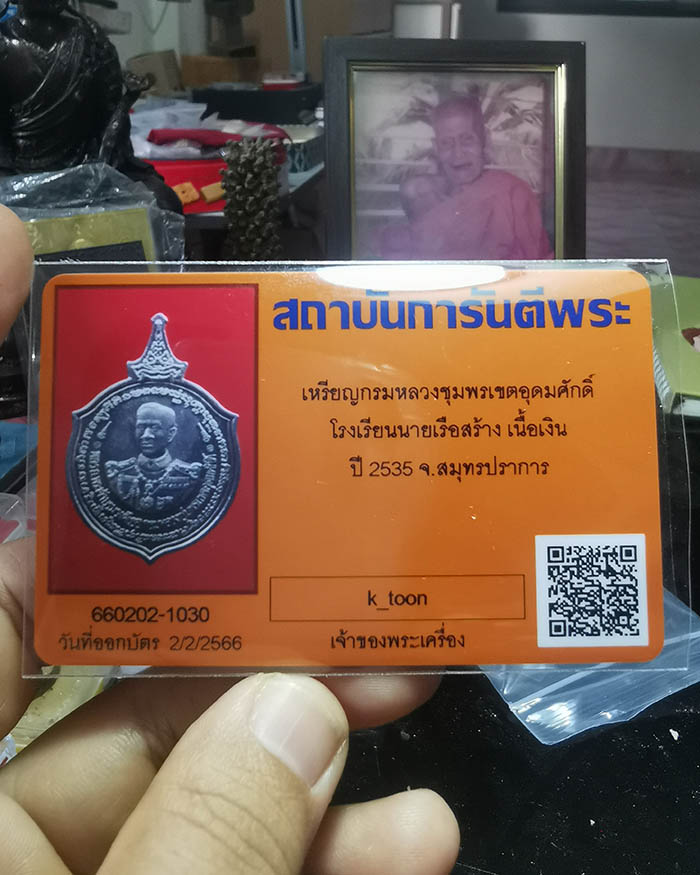 สถาบันการันตีพระ
เหรียญกรมหลวงชุมพรเขตอุดมศักดิ์
โรงเรียนนายเรือสร้าง เนื้อเงิน
ปี 2535 จ.สมุทรปราการ
k_toon
เจ้าของพระเครื่อง
660202-1030
วันที่ออกบัตร 2/2/2566